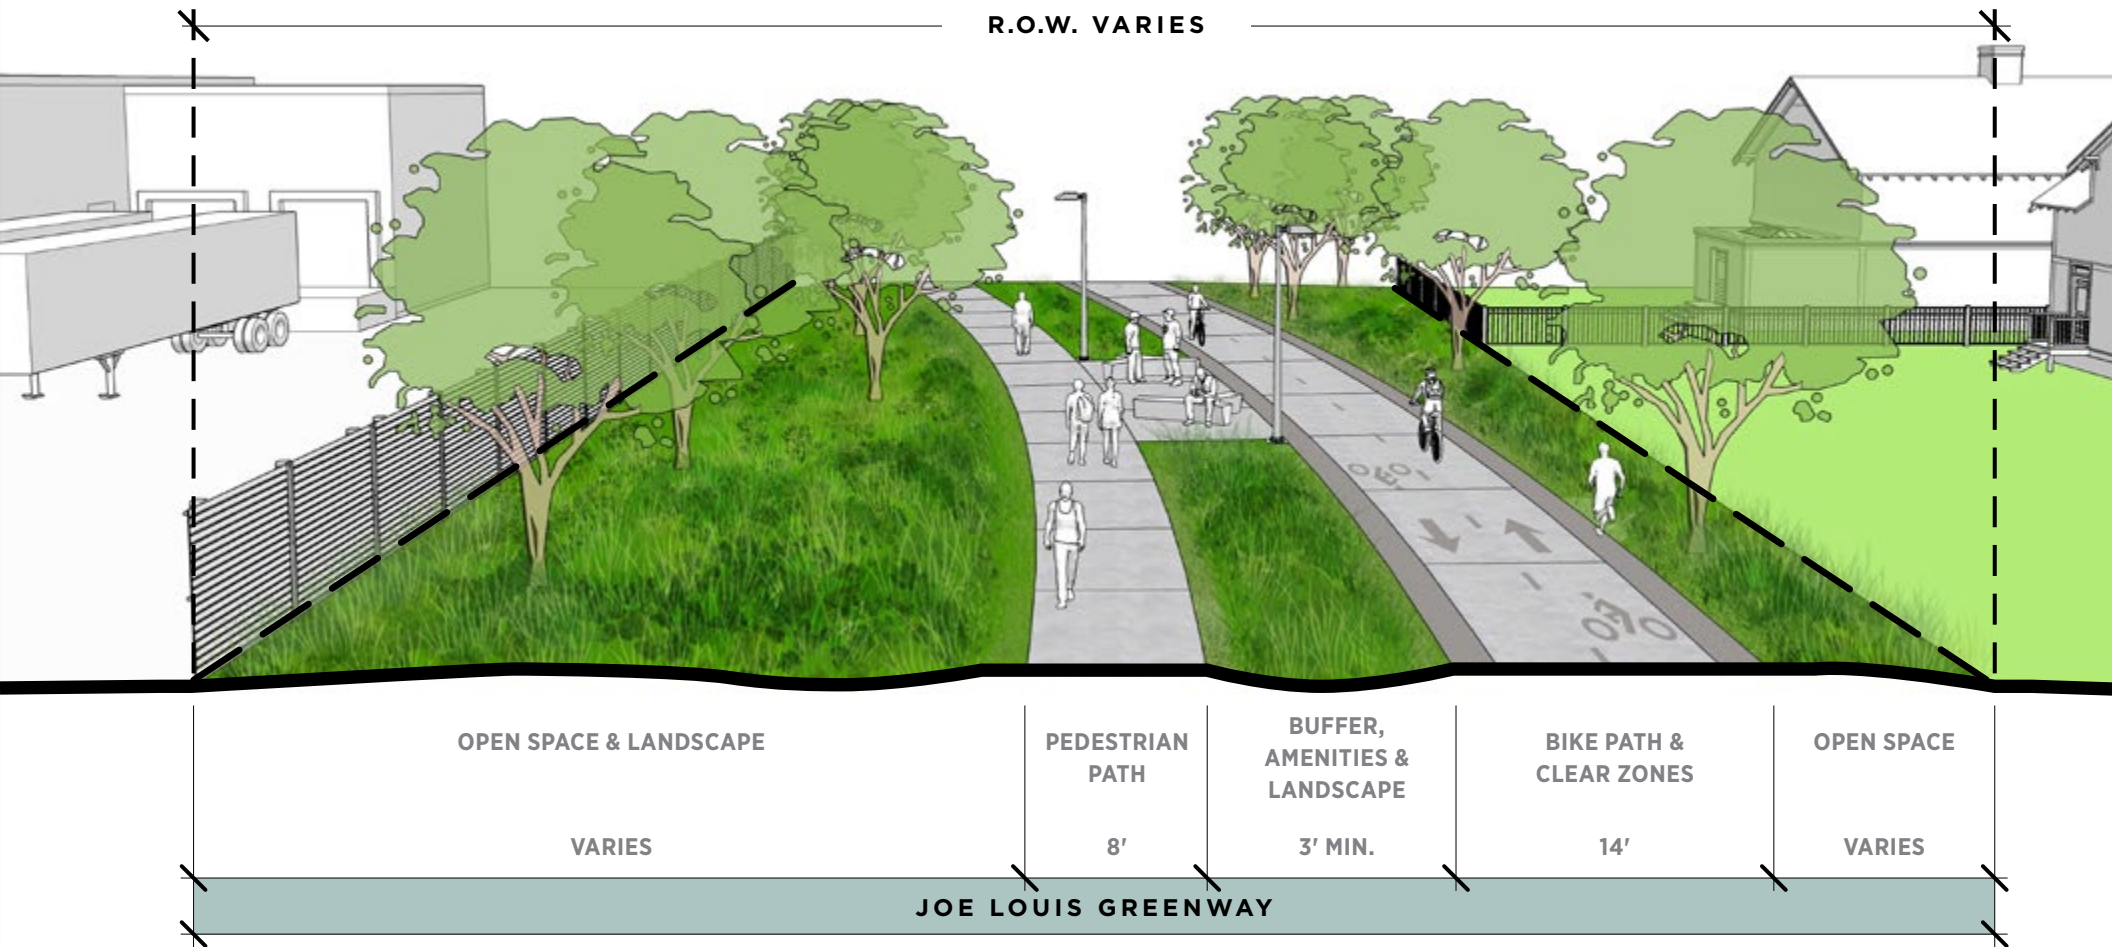 R.O.W. VARIES
OPEN SPACE & LANDSCAPE
VARIES
PEDESTRIAN
PATH
8'
BUFFER,
AMENITIES &
LANDSCAPE
3' MIN.
BIKE PATH &
CLEAR ZONES
14'
OPEN SPACE
VARIES
JOE LOUIS GREENWAY